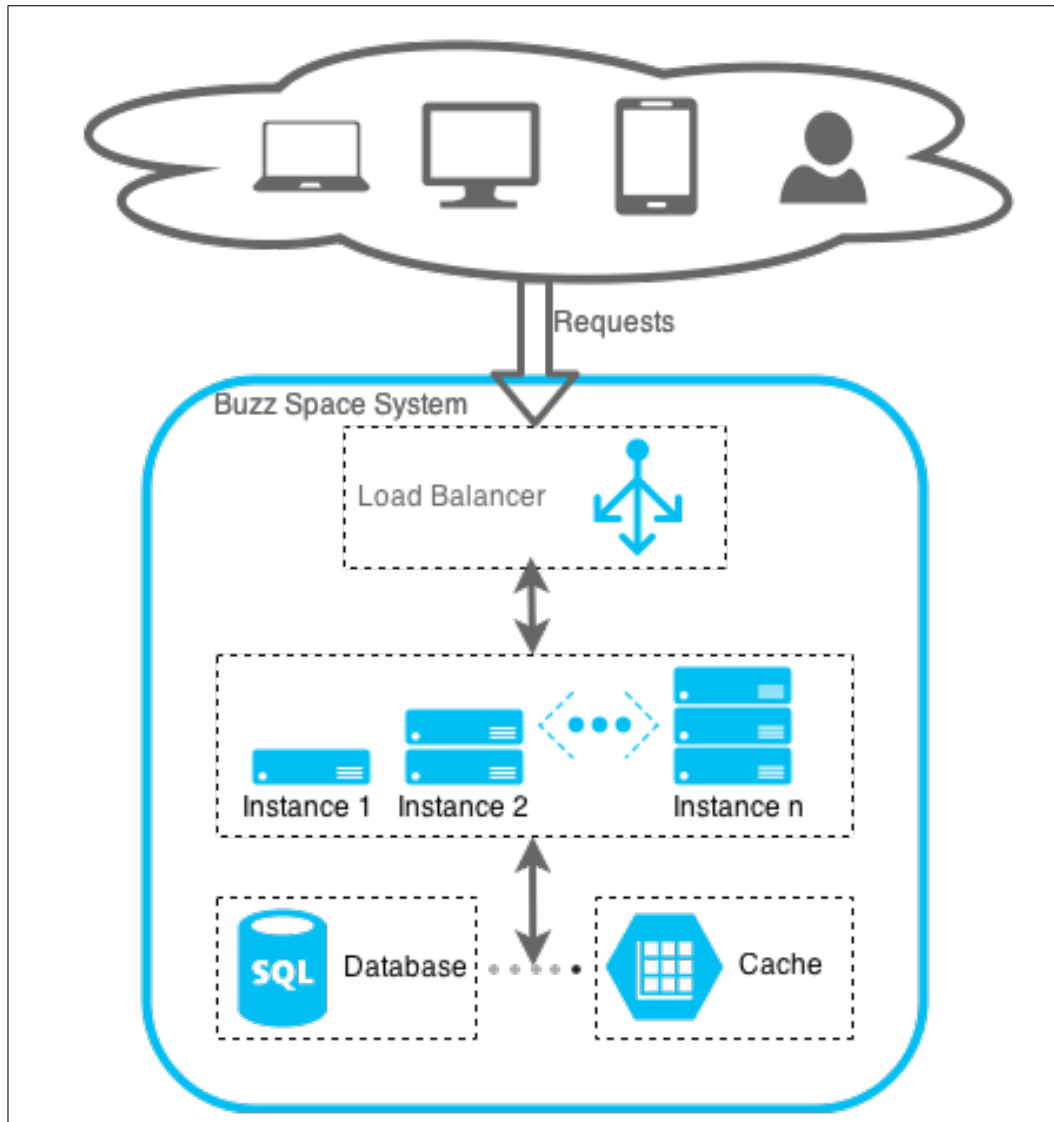 Requests
Buzz Space System
Load Balancer
Instance 1
Instance 2
Instance n
SQL
Database
Cache